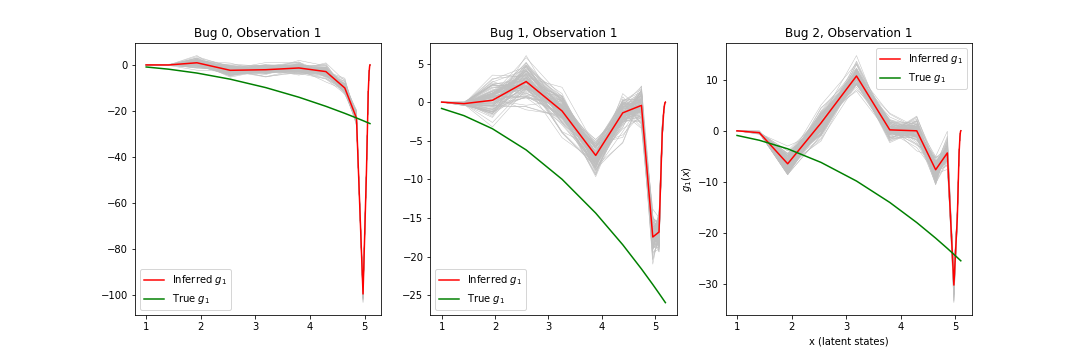 Bug 0, Observation 1
0
−20
−40
−60
−80
−100
1 2 3 4 5
Inferred g₁
True g₁
Bug 1, Observation 1
5
0
−5
−10
−15
−20
−25
1 2 3 4 5
Inferred g₁
True g₁
Bug 2, Observation 1
g₁(x)
10
0
−10
−20
−30
1 2 3 4 5
x (latent states)
Inferred g₁
True g₁